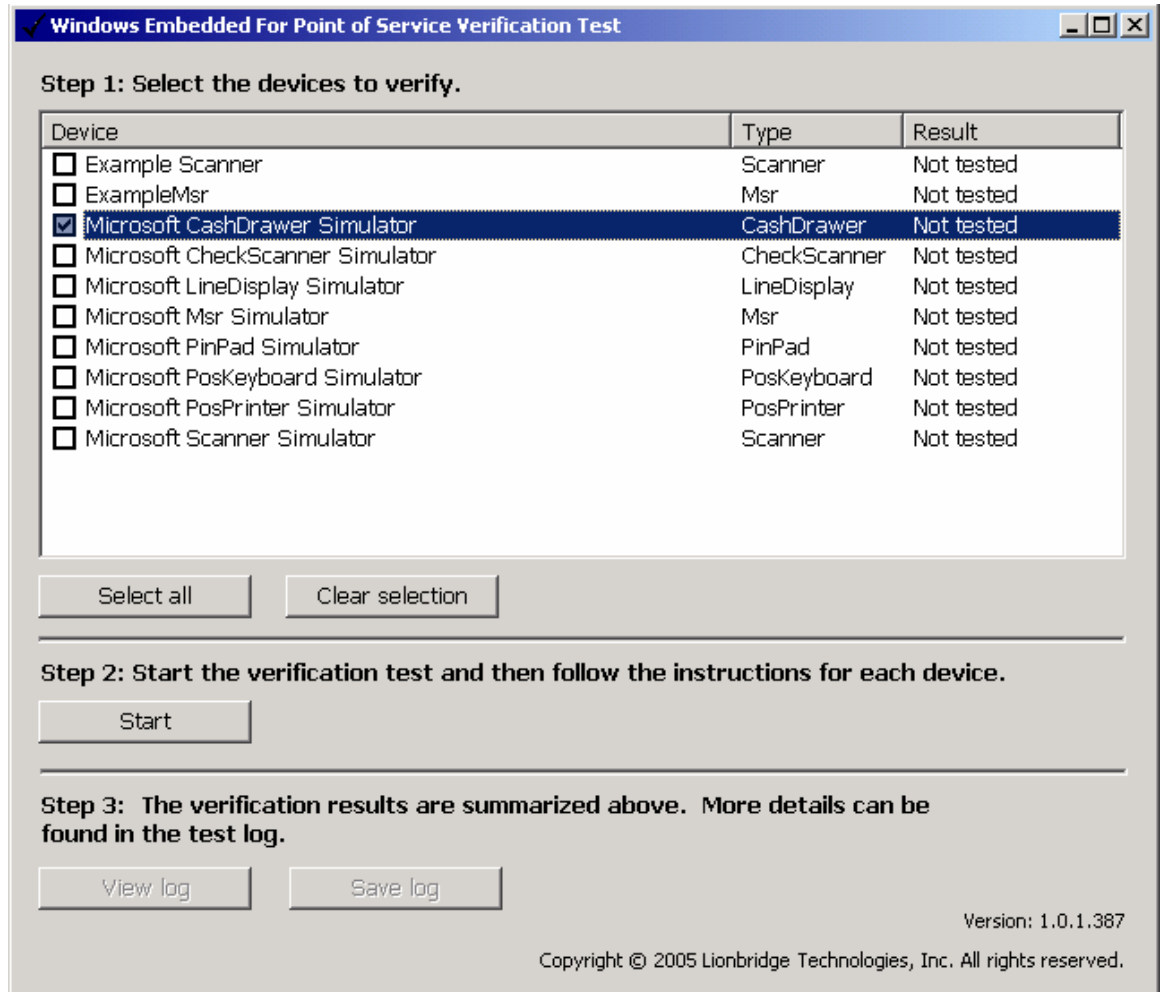 Windows Embedded For Point of Service Verification Test
Step 1: Select the devices to verify.
Device Type Result
Example Scanner Scanner Not tested
ExampleMsr Msr Not tested
Microsoft CashDrawer Simulator CashDrawer Not tested
Microsoft CheckScanner Simulator CheckScanner Not tested
Microsoft LineDisplay Simulator LineDisplay Not tested
Microsoft Msr Simulator Msr Not tested
Microsoft PinPad Simulator PinPad Not tested
Microsoft PosKeyboard Simulator PosKeyboard Not tested
Microsoft PosPrinter Simulator PosPrinter Not tested
Microsoft Scanner Simulator Scanner Not tested
Select all Clear selection
Step 2: Start the verification test and then follow the instructions for each device.
Start
Step 3: The verification results are summarized above. More details can be
found in the test log.
View log Save log
Version: 1.0.1.387
Copyright © 2005 Lionbridge Technologies, Inc. All rights reserved.